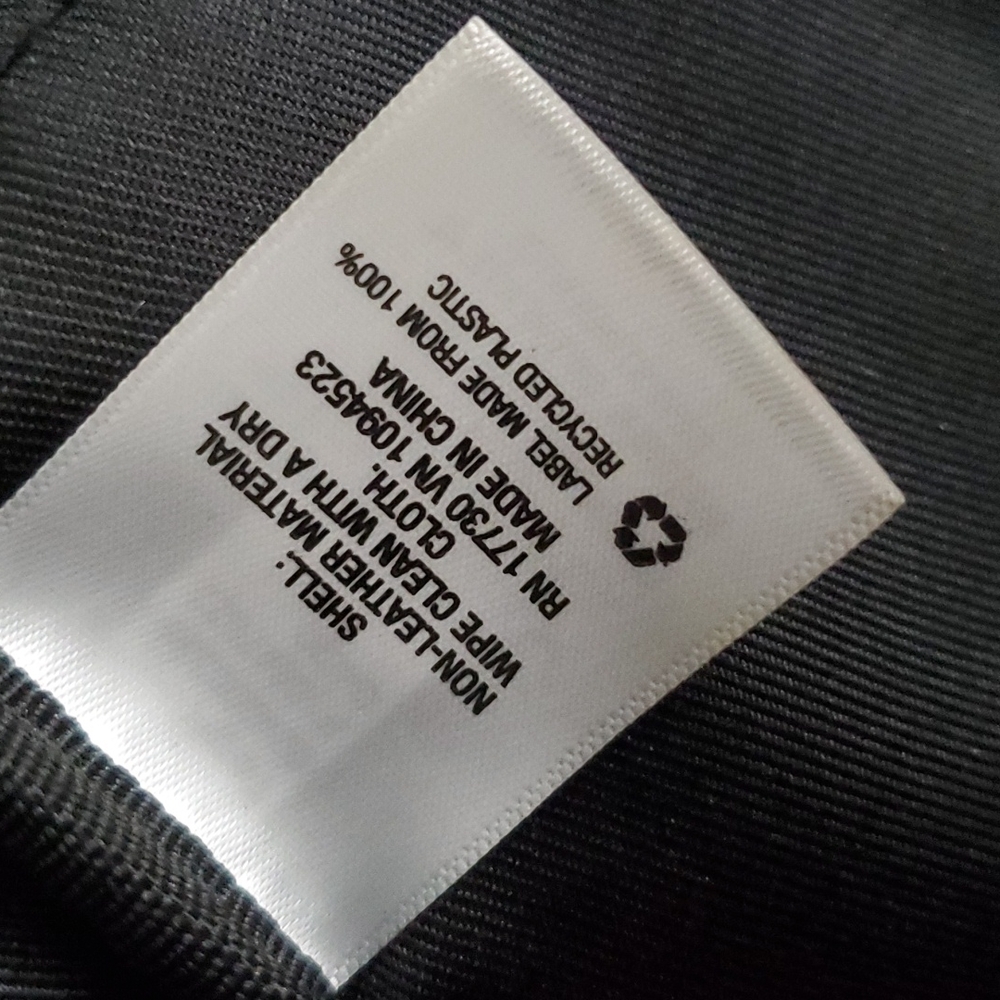 SHELL:
NON-LEATHER MATERIAL
WIPE CLEAN WITH A DRY
CLOTH.
RN 17730 VN 1094523
MADE IN CHINA
LABEL MADE FROM 100%
RECYCLED PLASTIC